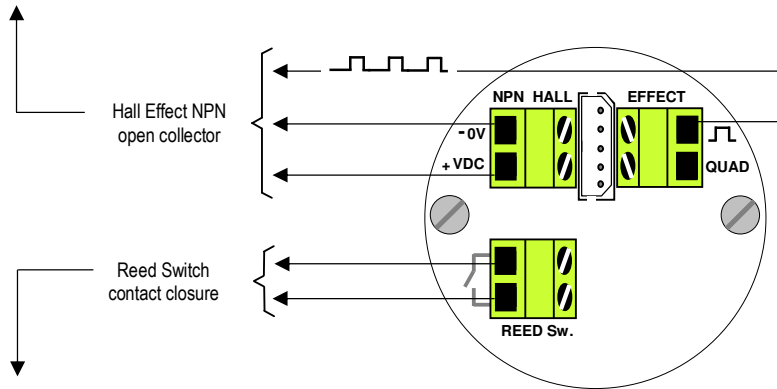 Hall Effect NPN
open collector
NPN HALL
EFFECT
- 0V
+ VDC
QUAD
Reed Switch
contact closure
REED Sw.